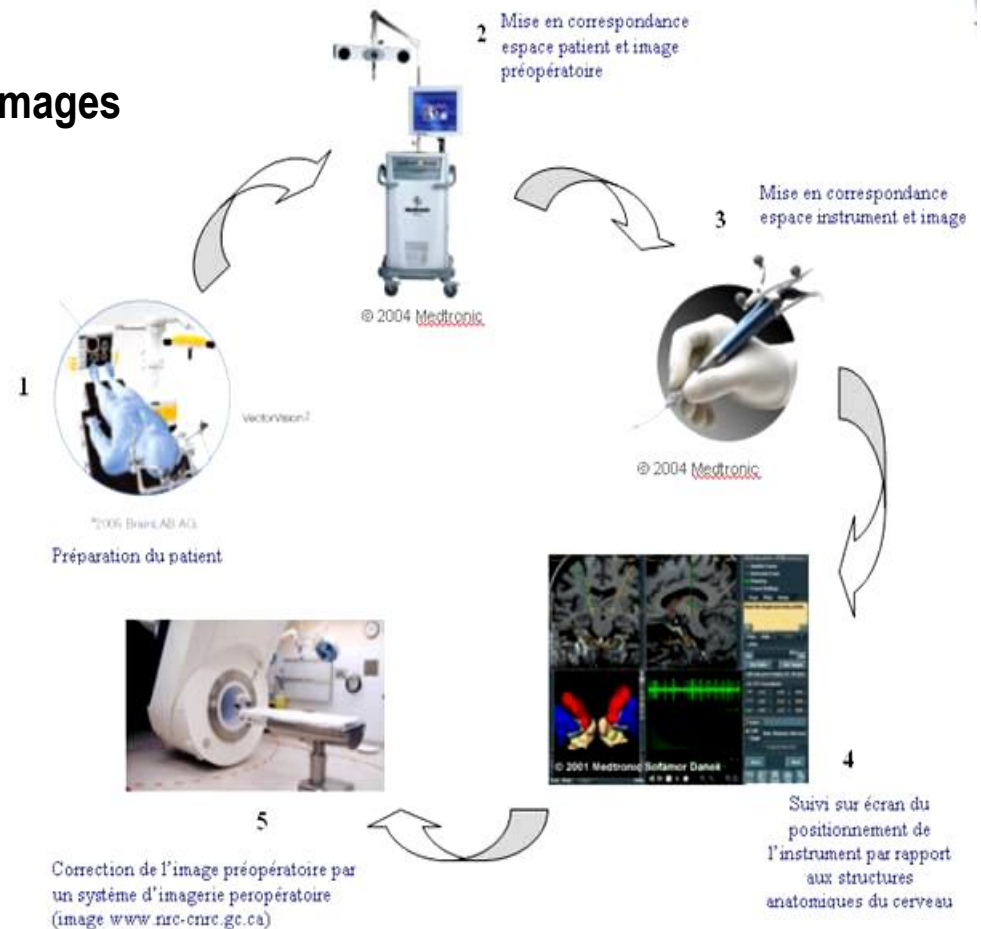 mages
2
Mise en correspondance
espace patient et image
préopératoire
Medtronic
© 2004 Medtronic
3
Mise en correspondance
espace instrument et image
© 2004 Medtronic
1
VectorVision²
©2005 BrainLAB AG.
Préparation du patient
© 2001 Medtronic Sofamor Danek
4
Suivi sur écran du
positionnement de
l'instrument par rapport
aux structures
anatomiques du cerveau
5
Correction de l'image préopératoire par
un système d'imagerie peropératoire
(image www.nrc-cnrc.gc.ca)